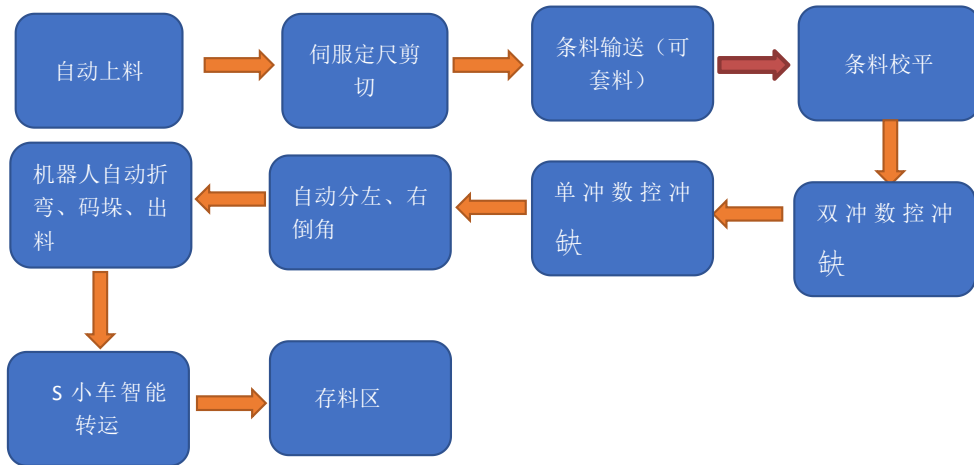 自动上料
伺服定尺剪
切
条料输送（可
套料）
条料校平
机器人自动折
弯、码垛、出
料
自动分左、右
倒角
单冲数控冲
缺
双冲数控冲
缺
S 小车智能
转运
存料区